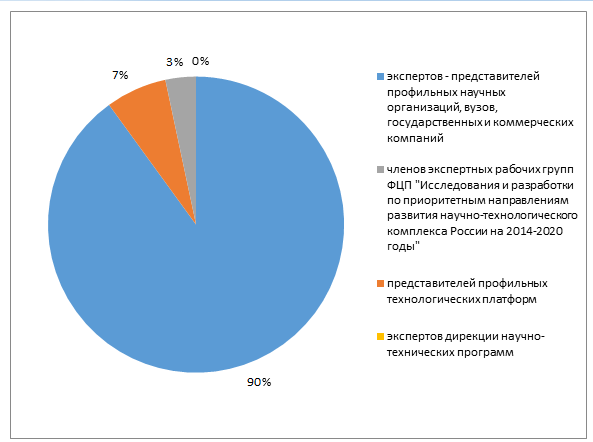 3% 0%
7%
90%
экспертов - представителей
профильных научных
организаций, вузов,
государственных и коммерческих
компаний
членов экспертных рабочих групп
ФЦП "Исследования и разработки
по приоритетным направлениям
развития научно-технологического
комплекса России на 2014-2020
годы"
представителей профильных
технологических платформ
экспертов дирекции научно-
технических программ